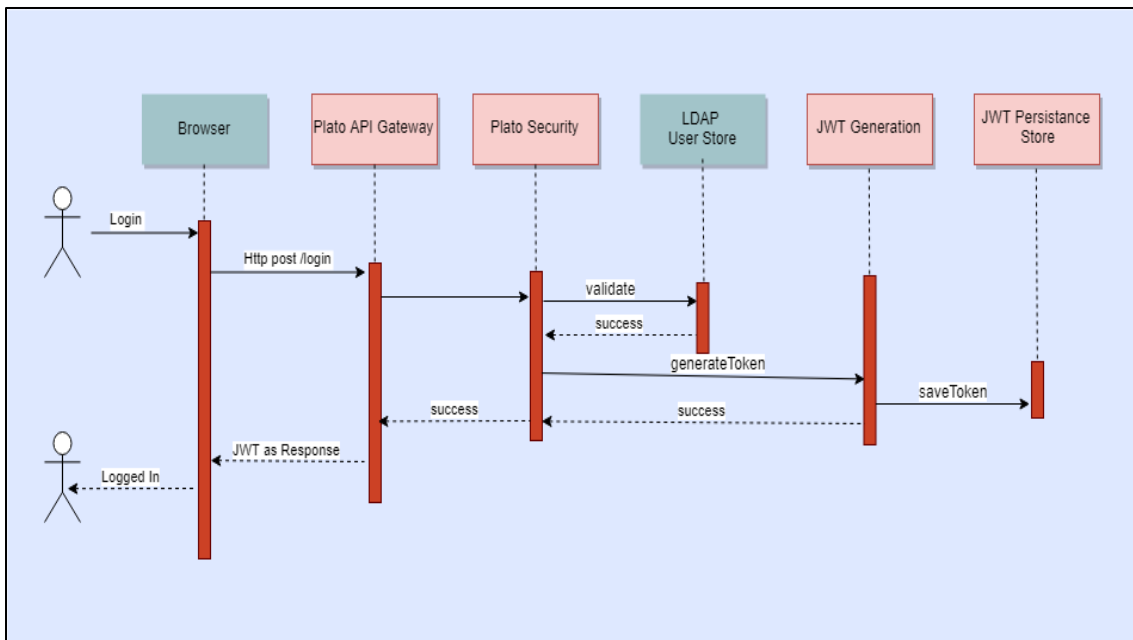 Browser
Plato API Gateway
Plato Security
LDAP
User Store
JWT Generation
JWT Persistance
Store
Login
Http post /login
validate
success
generateToken
saveToken
success
success
JWT as Response
Logged In